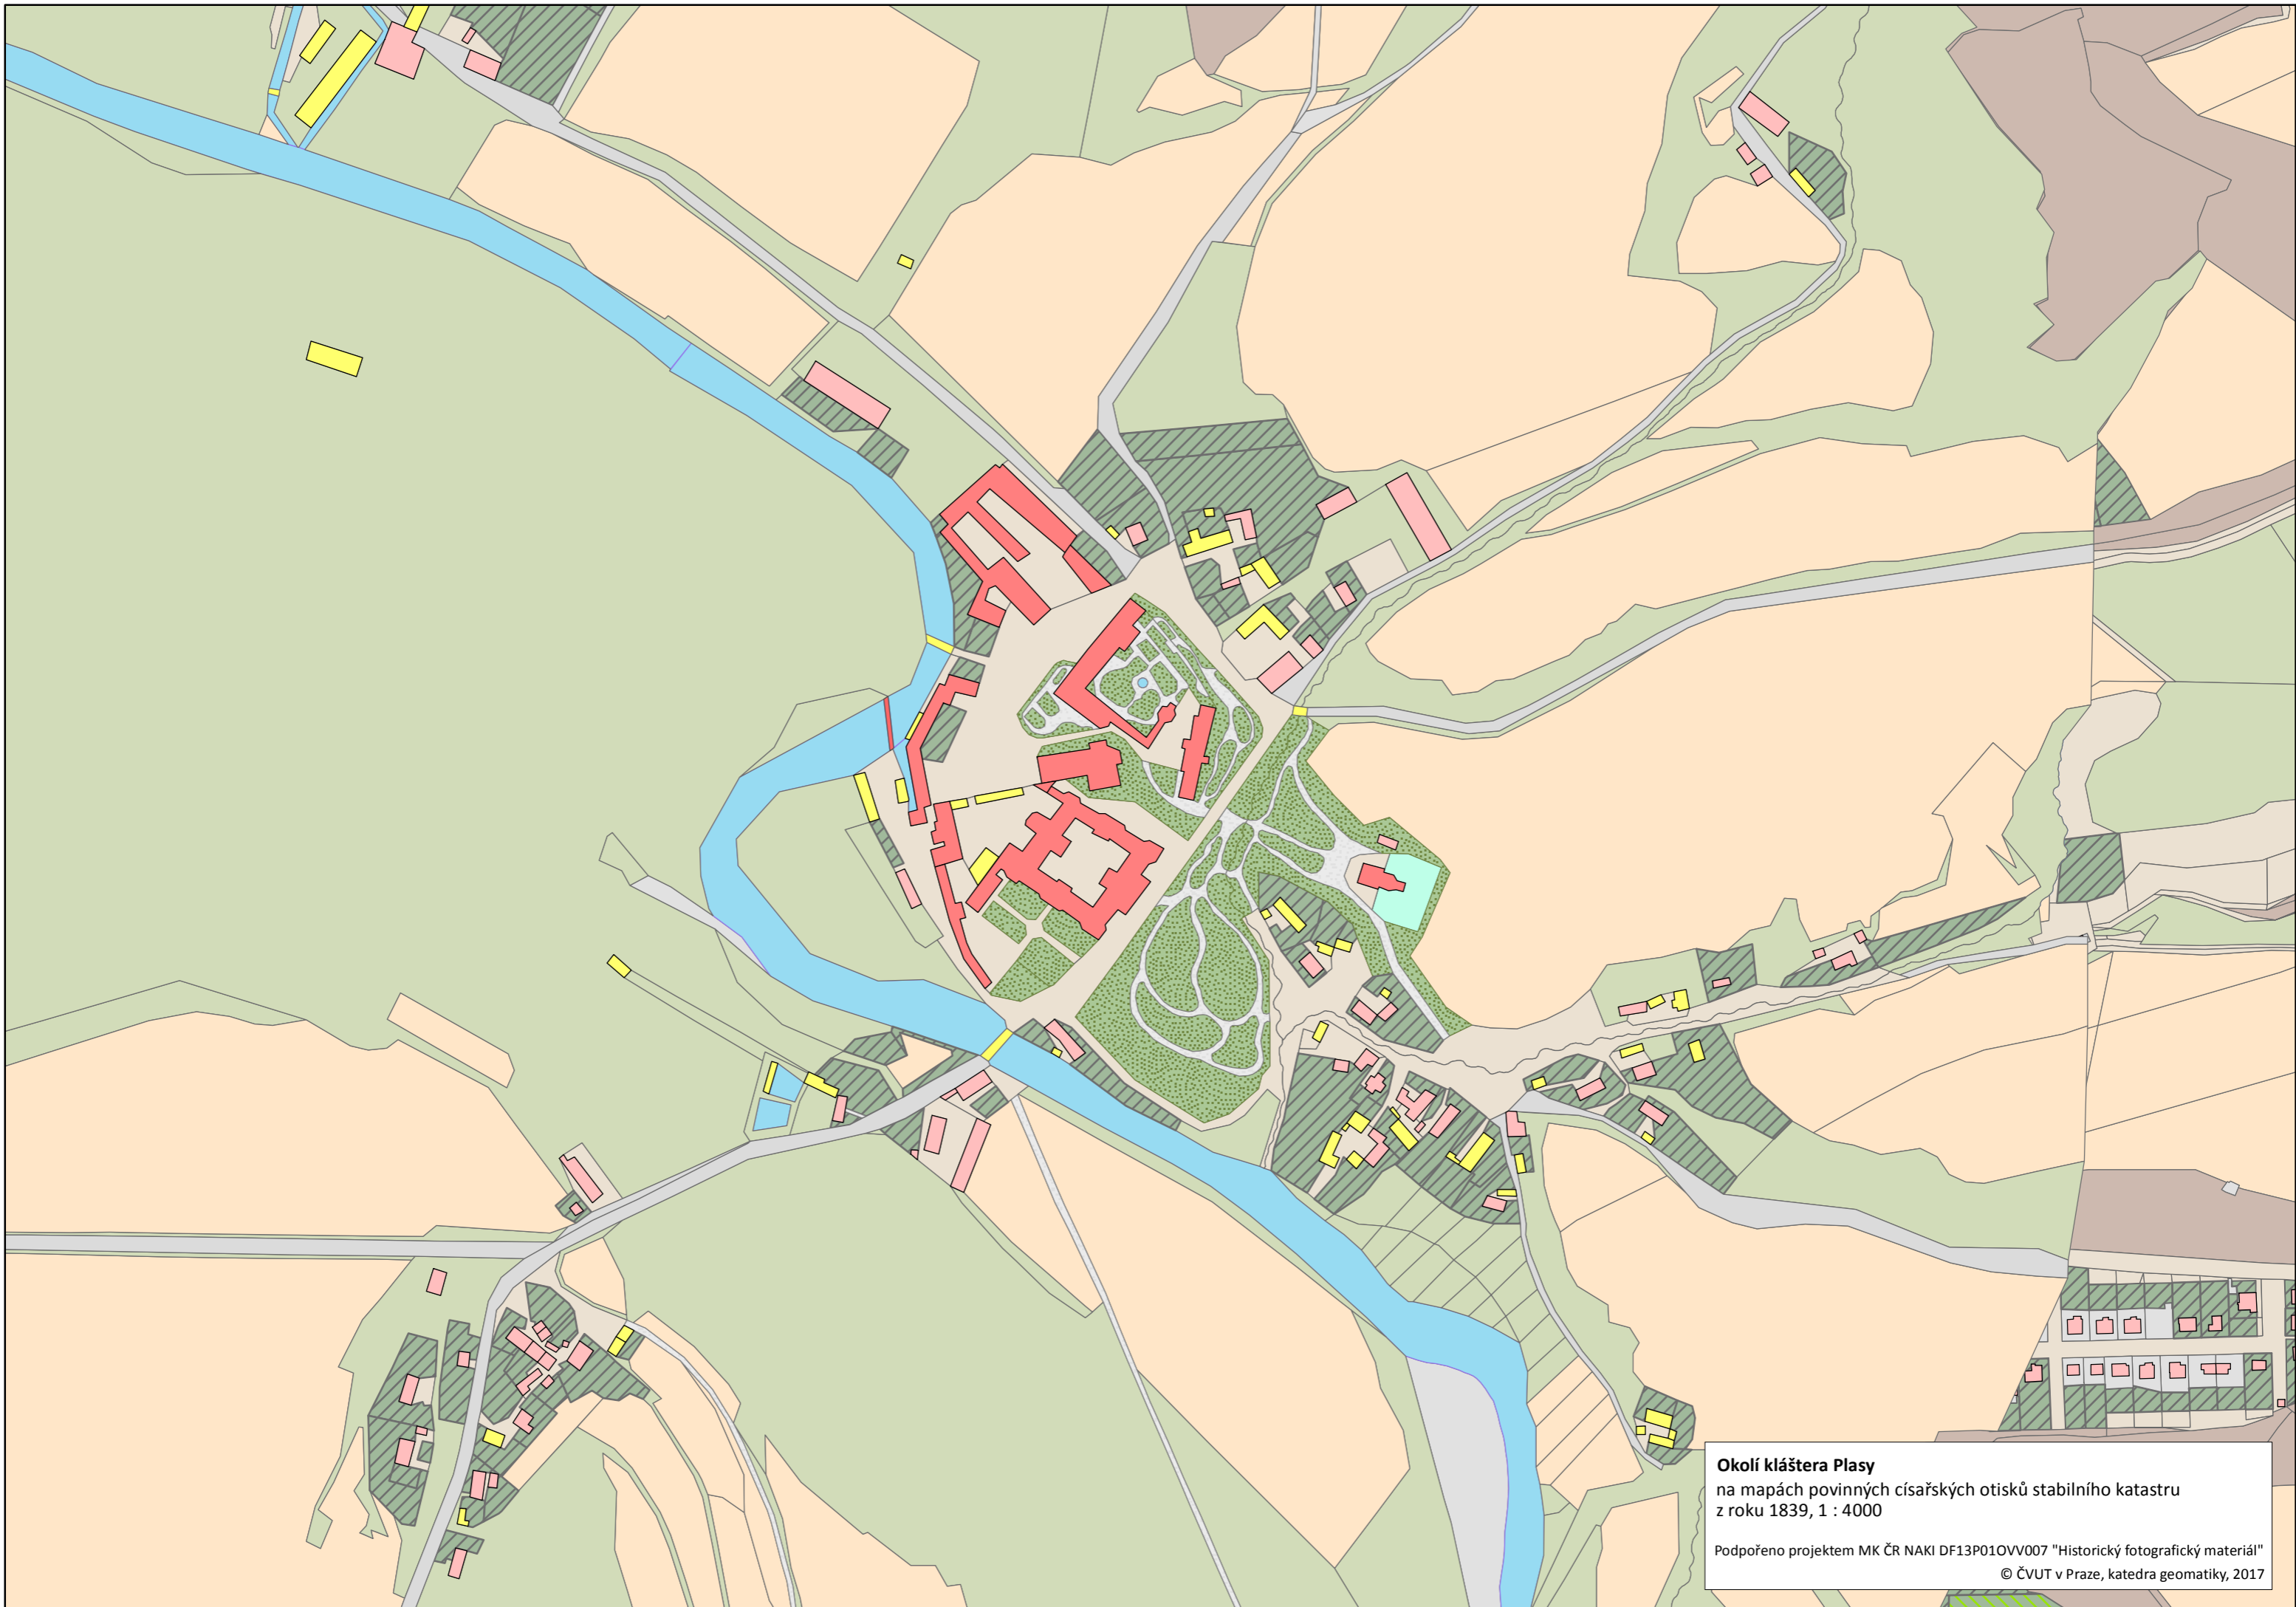 Okolí kláštera Plasy
na mapách povinných císařských otisků stabilního katastru
z roku 1839, 1 : 4000
Podpořeno projektem MK ČR NAKI DF13P01OVV007 "Historický fotografický materiál"
© ČVUT v Praze, katedra geomatiky, 2017